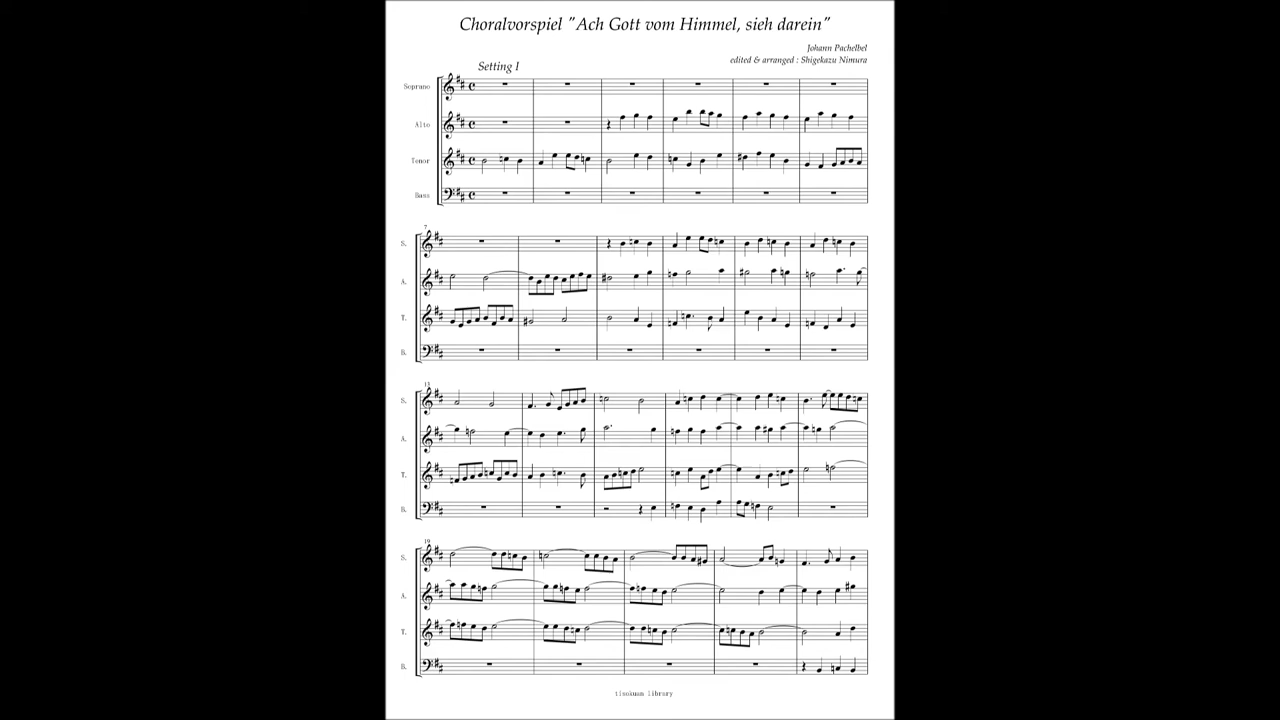 Choralvorspiel "Ach Gott vom Himmel, sieh darein"
Johann Pachelbel
edited & arranged : Shigekazu Nimura
Setting I
Soprano
Alto
Tenor
Bass
7
S.
A.
T.
B.
13
S.
A.
T.
B.
19
S.
A.
T.
B.
tinokuam library